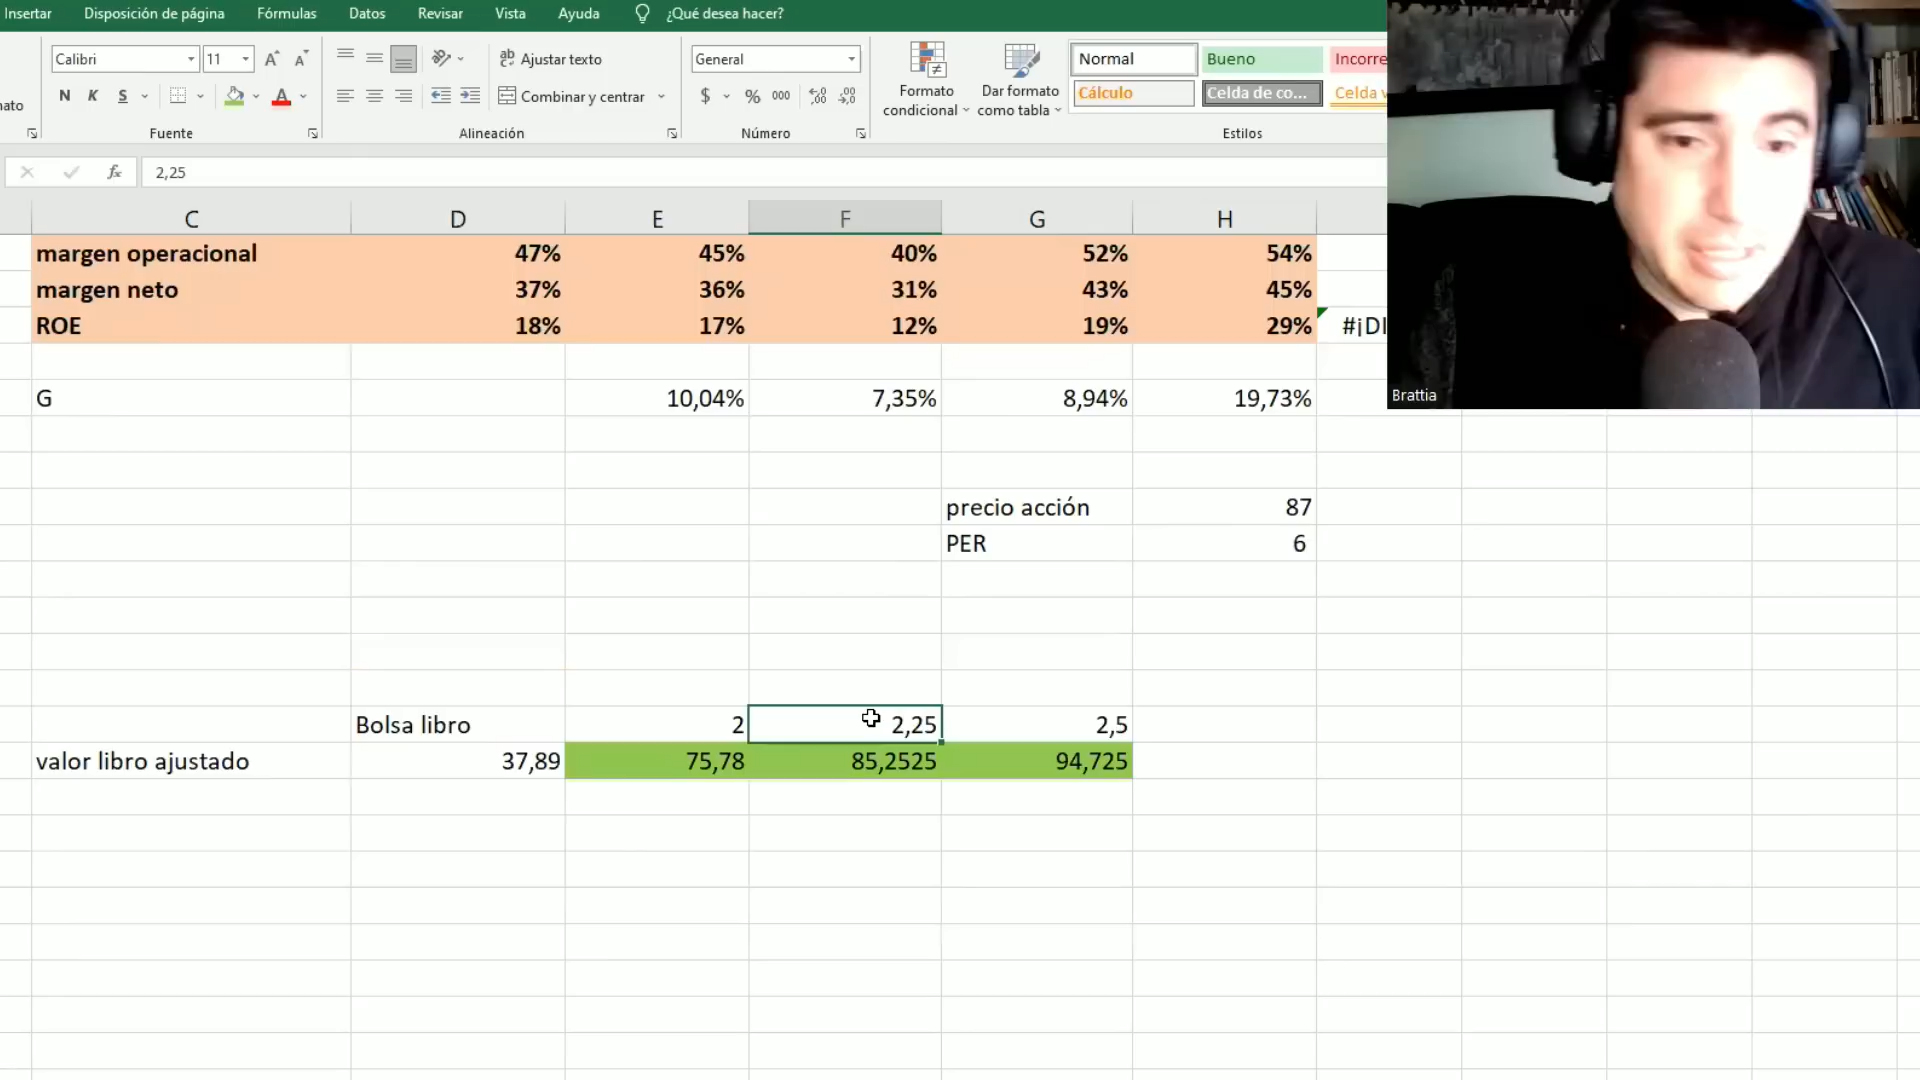 Insertar Disposición de página Fórmulas Datos Revisar Vista Ayuda ¿Qué desea hacer?
Calibri 11 A A ab Ajustar texto General Normal Bueno Incorre
ato N K S A Combinar y centrar $ % 000 Formato condicional Dar formato como tabla Cálculo Celda de co... Celda v
Fuente Alineación Número Estilos
fx 2,25
C D E F G H
margen operacional 47% 45% 40% 52% 54%
margen neto 37% 36% 31% 43% 45%
ROE 18% 17% 12% 19% 29% #¡DI
G 10,04% 7,35% 8,94% 19,73%
Brattia
precio acción 87
PER 6
Bolsa libro 2 2,25 2,5
valor libro ajustado 37,89 75,78 85,2525 94,725